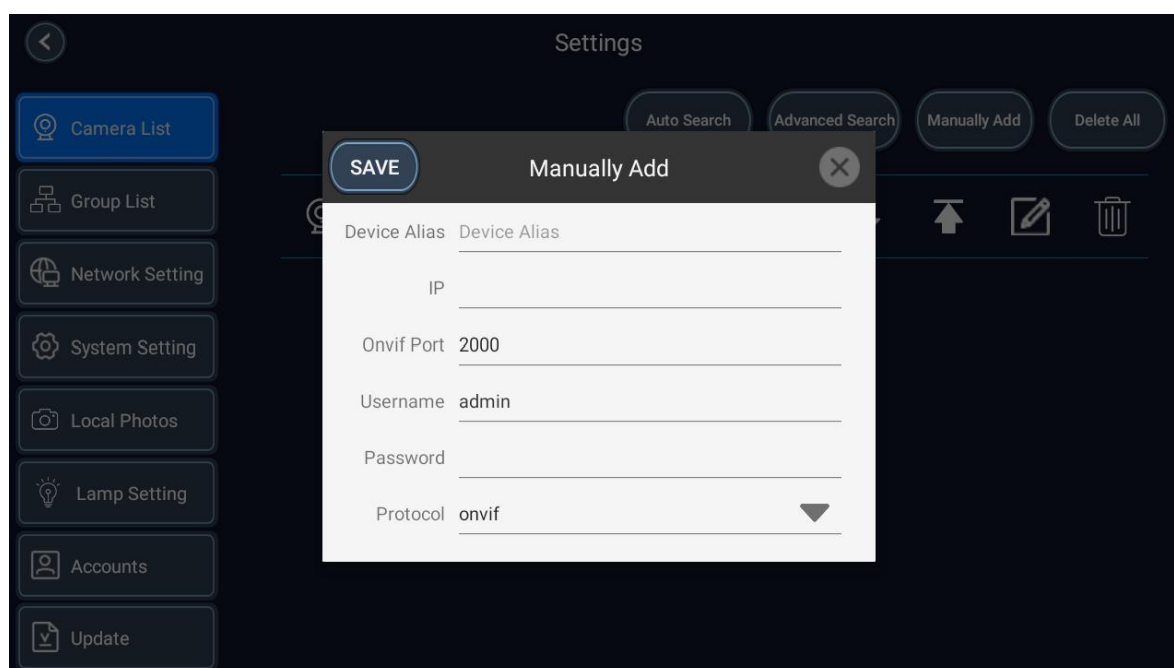 Settings
Auto Search
Advanced Search
Manually Add
Delete All
Camera List
Group List
Network Setting
System Setting
Local Photos
Lamp Setting
Accounts
Update
SAVE
Manually Add
Device Alias Device Alias
IP
Onvif Port 2000
Username admin
Password
Protocol onvif